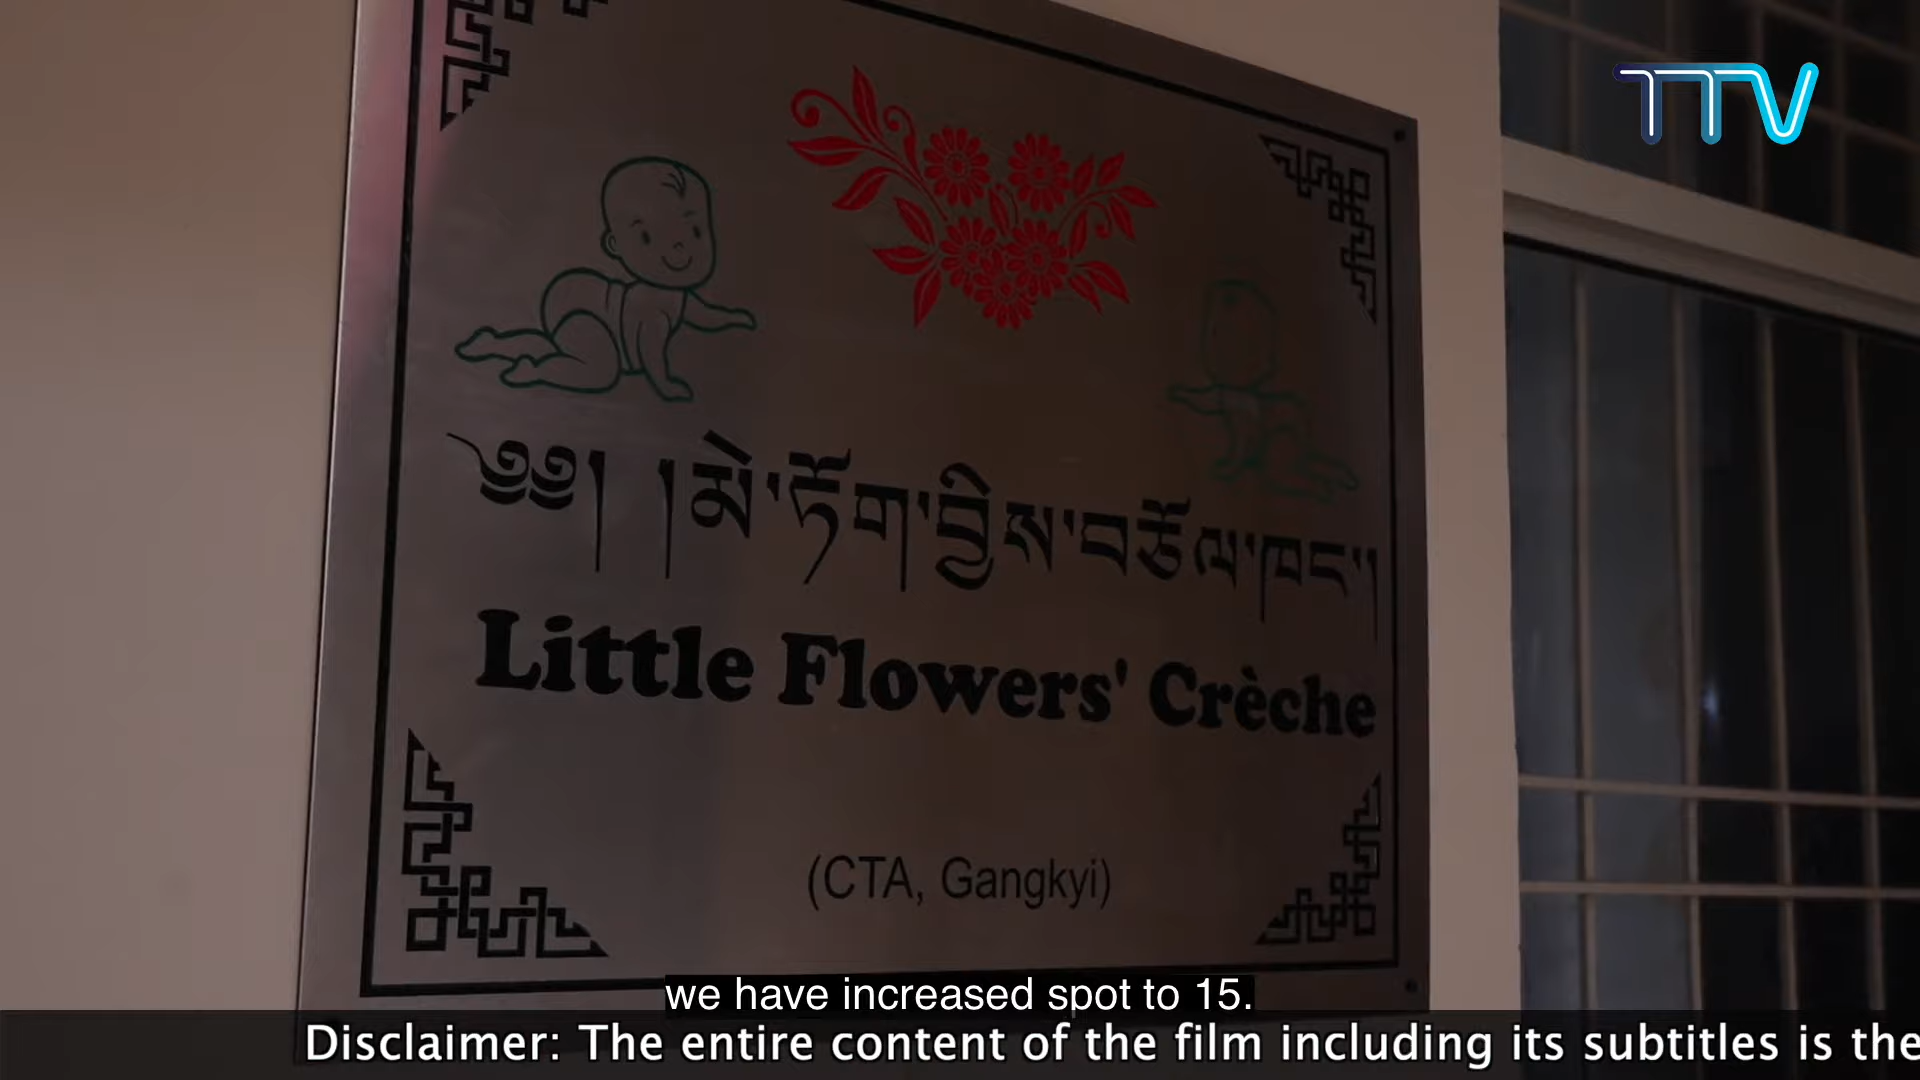 TTV
༄༅། །མེ་ཏོག་བྱིས་བཅོལ་ཁང་།
Little Flowers' Crèche
(CTA, Gangkyi)
we have increased spot to 15.
Disclaimer: The entire content of the film including its subtitles is the